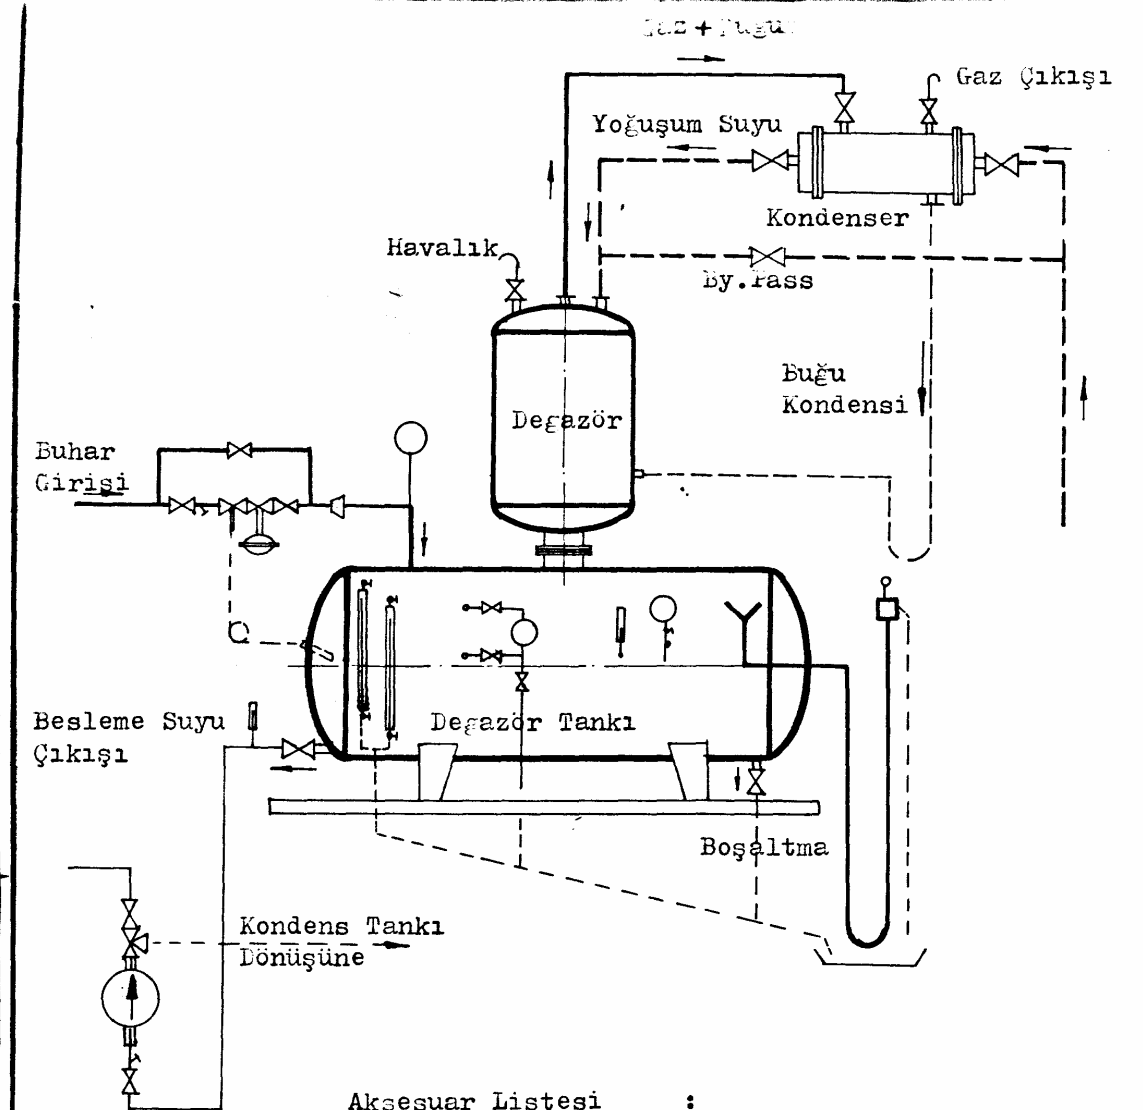 Gaz Çıkışı
Yoğuşum Suyu
Kondenser
Havalık
By.Pass
Buğu
Kondensi
Degazör
Buhar
Girişi
Besleme Suyu
Çıkışı
Degazör Tankı
Boşaltma
Kondens Tankı
Dönüşüne
Aksesuar Listesi :